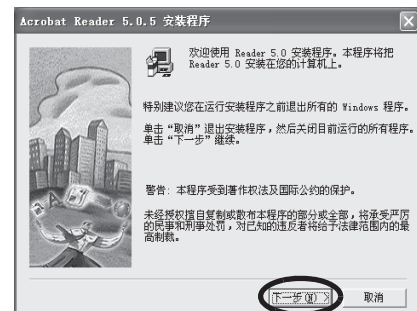 Acrobat Reader 5.0.5 安装程序
欢迎使用 Reader 5.0 安装程序。本程序将把
Reader 5.0 安装在您的计算机上。
特别建议您在运行安装程序之前退出所有的 Windows 程序。
单击“取消”退出安装程序，然后关闭目前运行的所有程序。
单击“下一步”继续。
警告: 本程序受到著作权法及国际公约的保护。
未经授权擅自复制或散布本程序的部分或全部，将承受严厉
的民事和刑事处罚，对已知的违反者将给予法律范围内的最
高制裁。
下一步(N) >
取消